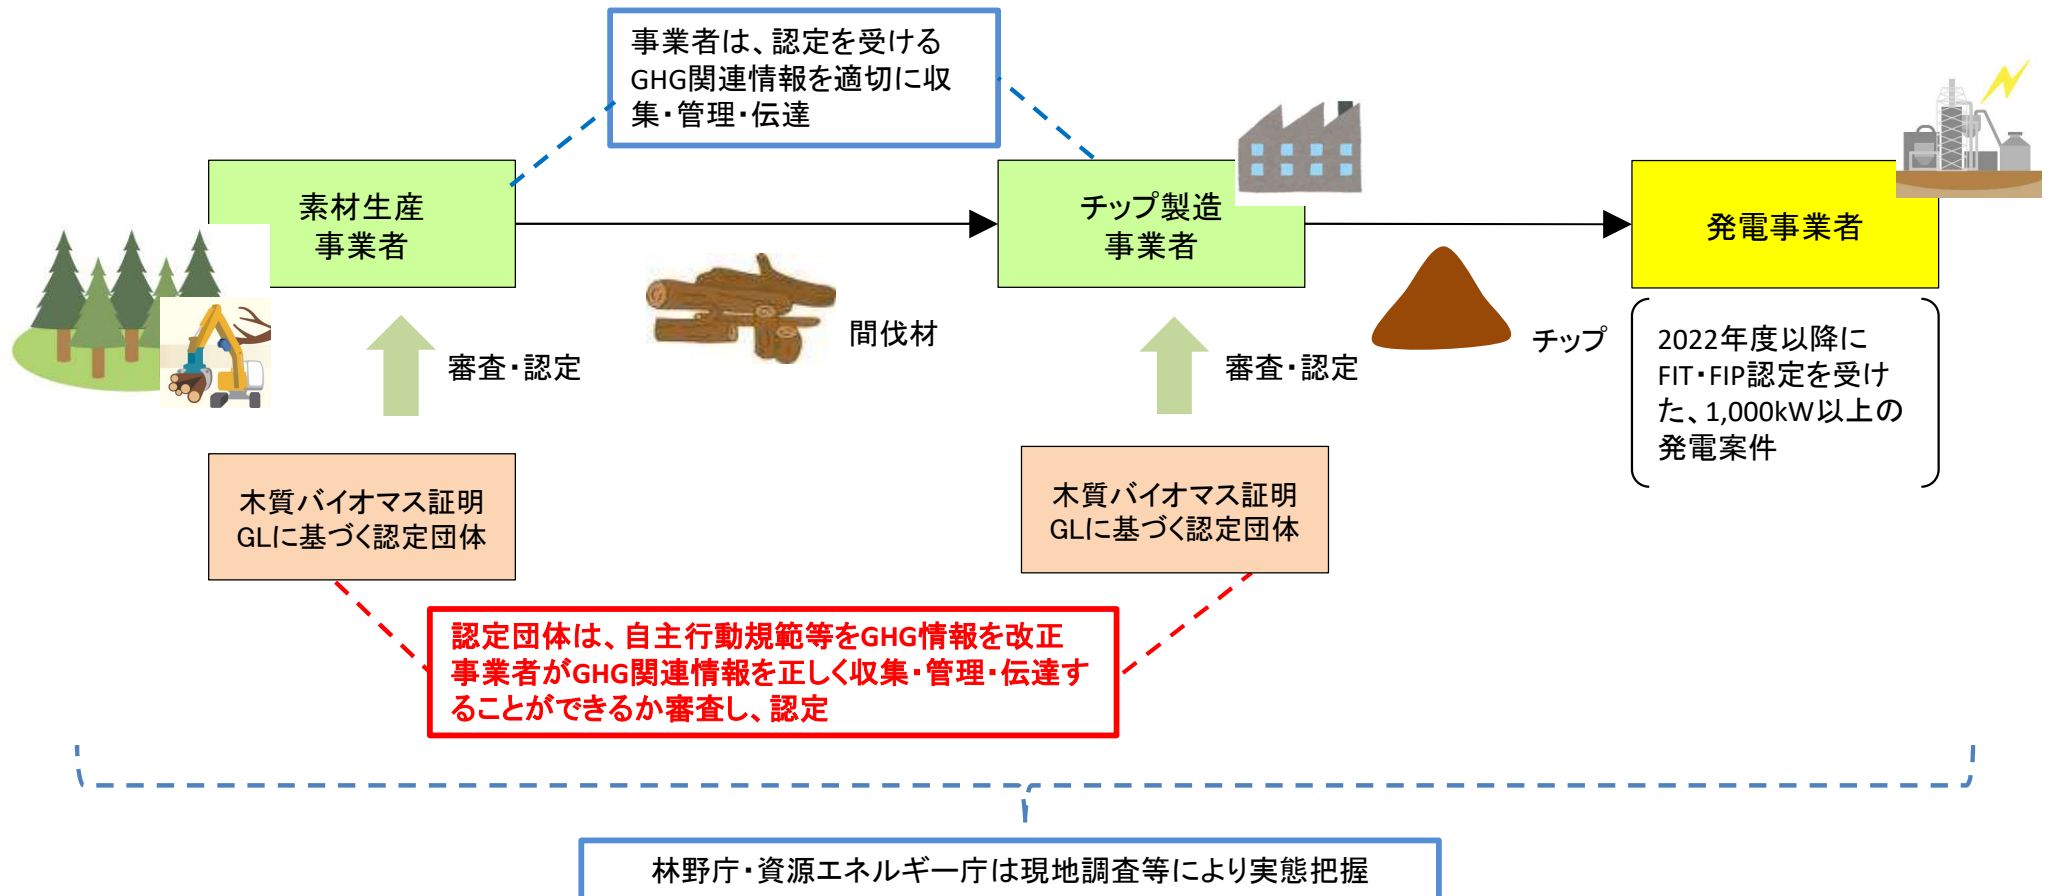 事業者は、認定を受ける
GHG関連情報を適切に収
集・管理・伝達
素材生産
事業者
チップ製造
事業者
発電事業者
間伐材
チップ
審査・認定
審査・認定
2022年度以降に
FIT・FIP認定を受け
た、1,000kW以上の
発電案件
木質バイオマス証明
GLに基づく認定団体
木質バイオマス証明
GLに基づく認定団体
認定団体は、自主行動規範等をGHG情報を改正
事業者がGHG関連情報を正しく収集・管理・伝達す
ることができるか審査し、認定
林野庁・資源エネルギー庁は現地調査等により実態把握